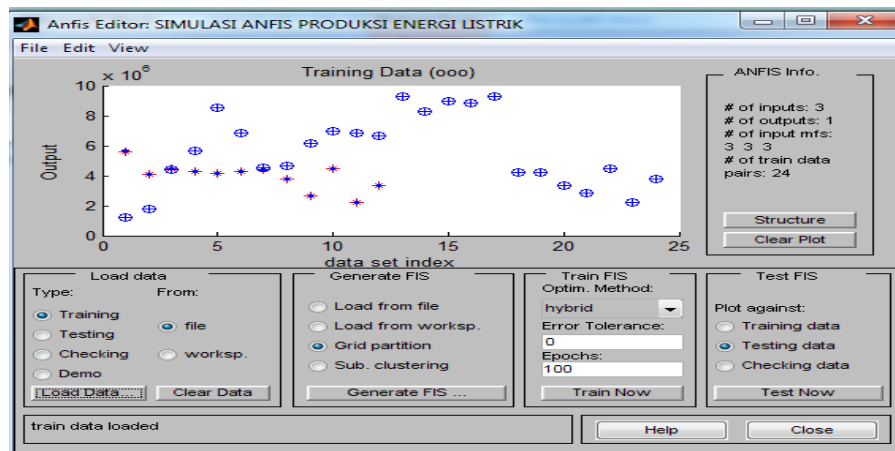 Anfis Editor: SIMULASI ANFIS PRODUKSI ENERGI LISTRIK
File Edit View
× 10⁶
Training Data (ooo)
10
8
6
4
2
0
Output
0 5 10 15 20 25
data set index
ANFIS Info.
# of inputs: 3
# of outputs: 1
# of input mfs:
3 3 3
# of train data
pairs: 24
Structure
Clear Plot
Load data
Type: From:
Training
Testing
Checking
Demo
file
worksp.
Load Data... Clear Data
Generate FIS
Load from file
Load from worksp.
Grid partition
Sub. clustering
Generate FIS ...
Train FIS
Optim. Method:
hybrid
Error Tolerance:
0
Epochs:
100
Train Now
Test FIS
Plot against:
Training data
Testing data
Checking data
Test Now
train data loaded
Help Close